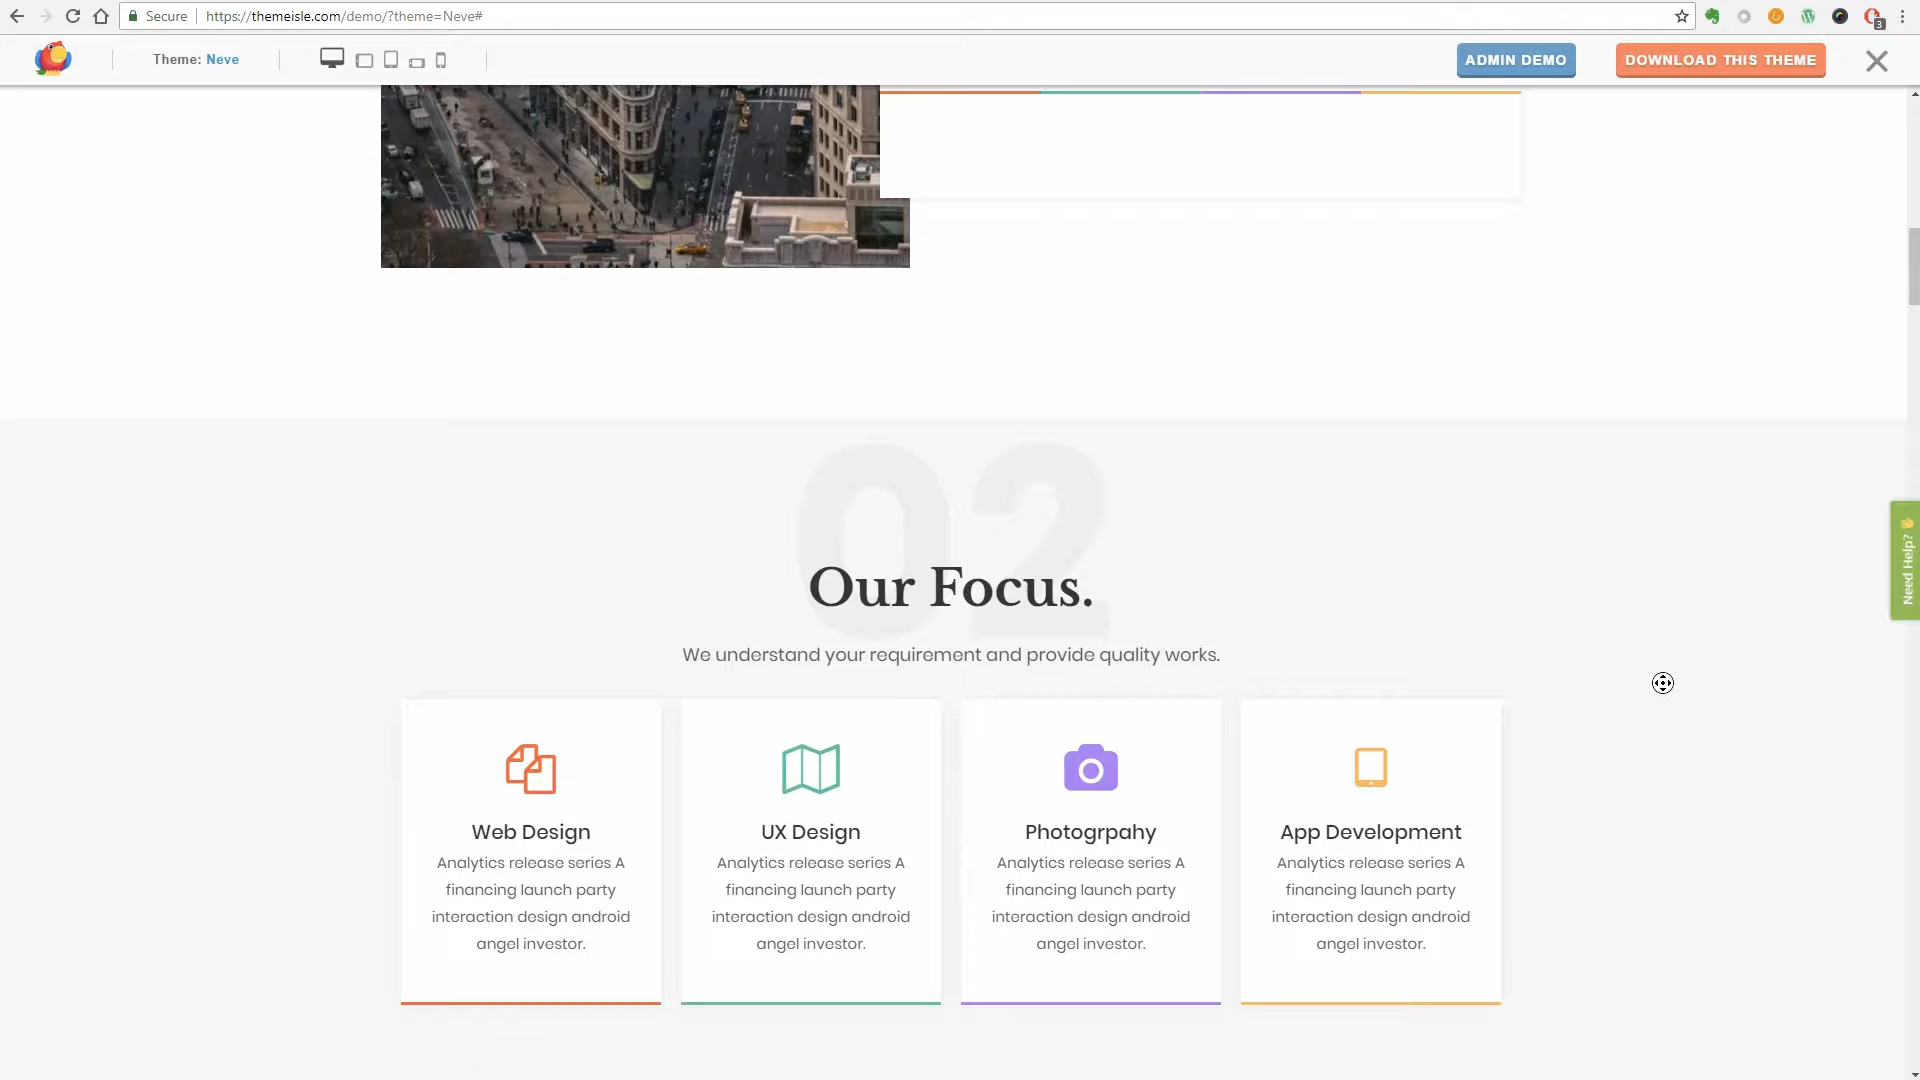 Secure https://themeisle.com/demo/?theme=Neve#
3
Theme: Neve
ADMIN DEMO
DOWNLOAD THIS THEME
02
Our Focus.
We understand your requirement and provide quality works.
Web Design
Analytics release series A
financing launch party
interaction design android
angel investor.
UX Design
Analytics release series A
financing launch party
interaction design android
angel investor.
Photogrpahy
Analytics release series A
financing launch party
interaction design android
angel investor.
App Development
Analytics release series A
financing launch party
interaction design android
angel investor.
Need Help?